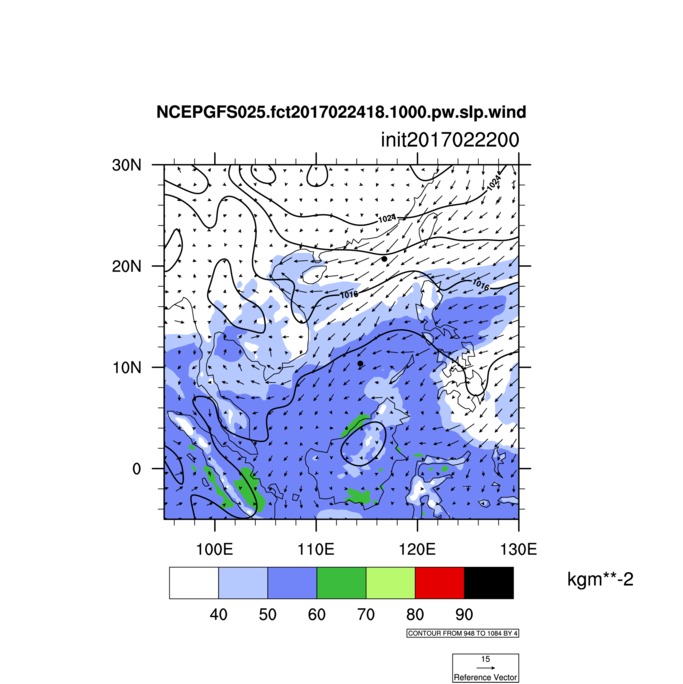 NCEPGFS025.fct2017022418.1000.pw.slp.wind
init2017022200
30N
20N
10N
0
1024
1024
1016
1016
100E 110E 120E 130E
kgm**-2
40 50 60 70 80 90
CONTOUR FROM 948 TO 1084 BY 4
15
Reference Vector